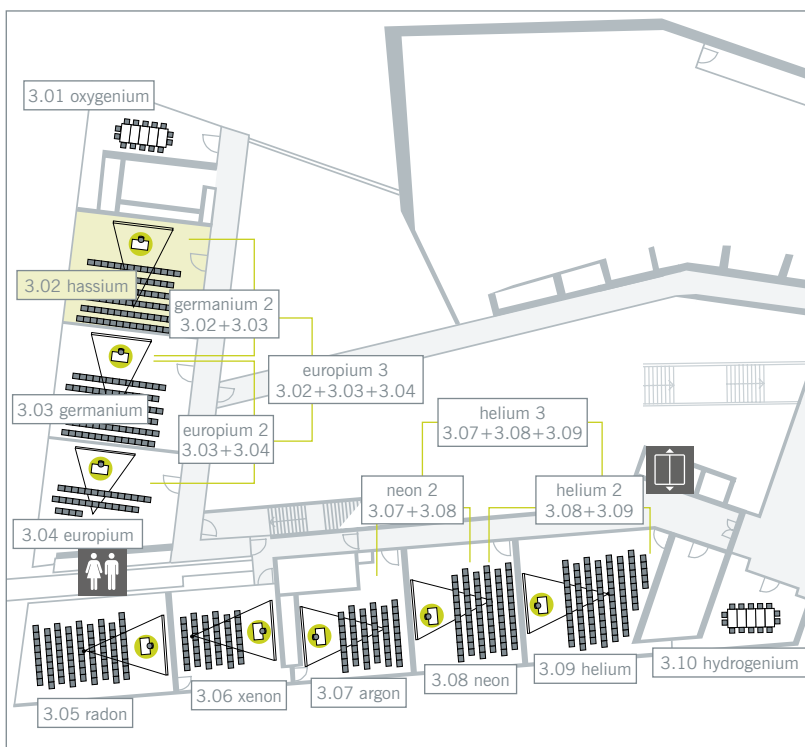 3.01 oxygenium
3.02 hassium
germanium 2
3.02+3.03
europium 3
3.02+3.03+3.04
3.03 germanium
europium 2
3.03+3.04
helium 3
3.07+3.08+3.09
neon 2
3.07+3.08
helium 2
3.08+3.09
3.04 europium
3.05 radon
3.06 xenon
3.07 argon
3.08 neon
3.09 helium
3.10 hydrogenium